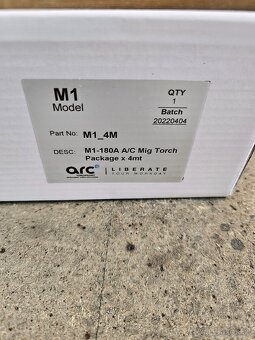 M1
Model
QTY
1
Batch
20220404
Part No: M1_4M
DESC: M1-180A A/C Mig Torch
Package x 4mt
arc
LIBERATE
YOUR WORKDAY